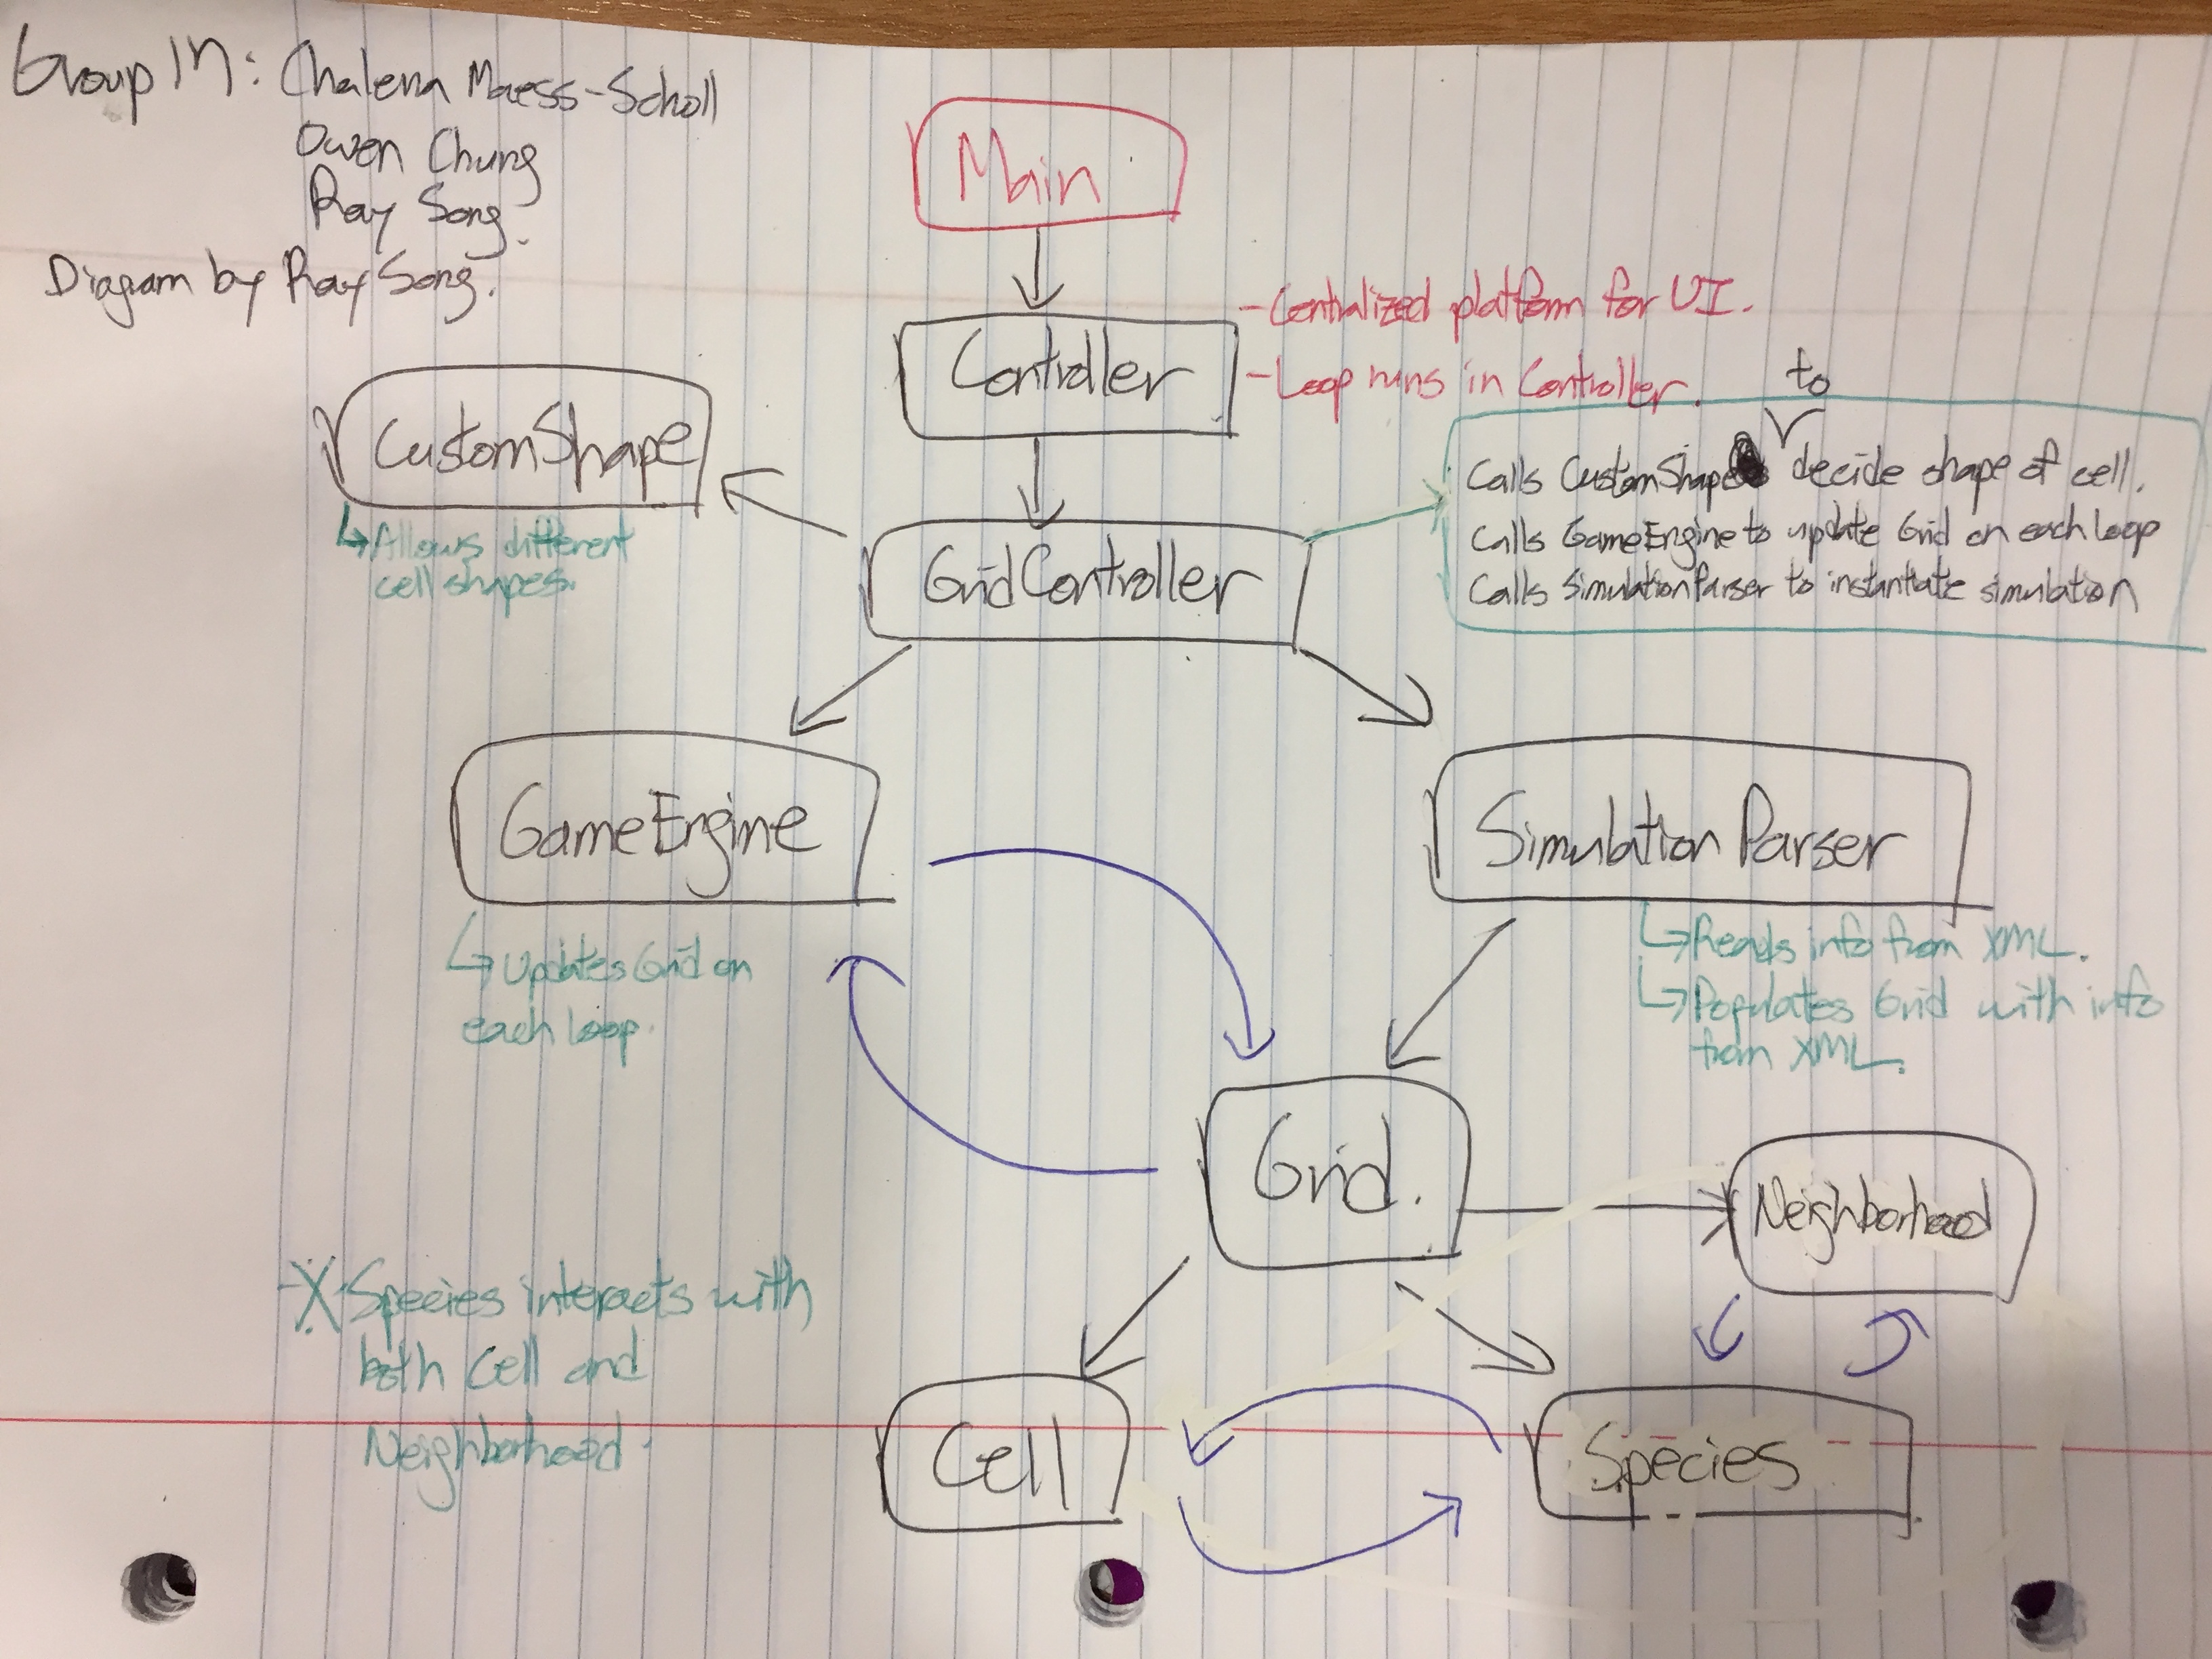 Group 17: Chalena Maess-Scholl
Owen Chung
Ray Song
Diagram by Ray Song.
Main
Controller
-Centralized platform for UI.
-Loop runs in Controller.
CustomShape
↳Allows different
cell shapes.
GridController
to
Calls CustomShape decide shape of cell.
Calls GameEngine to update Grid on each loop
Calls SimulationParser to instantiate simulation
GameEngine
↳Updates Grid on
each loop.
Simulation Parser
↳Reads info from XML.
↳Populates Grid with info
from XML.
Grid.
Neighborhood
Species interacts with
both Cell and
Neighborhood.
Cell
Species